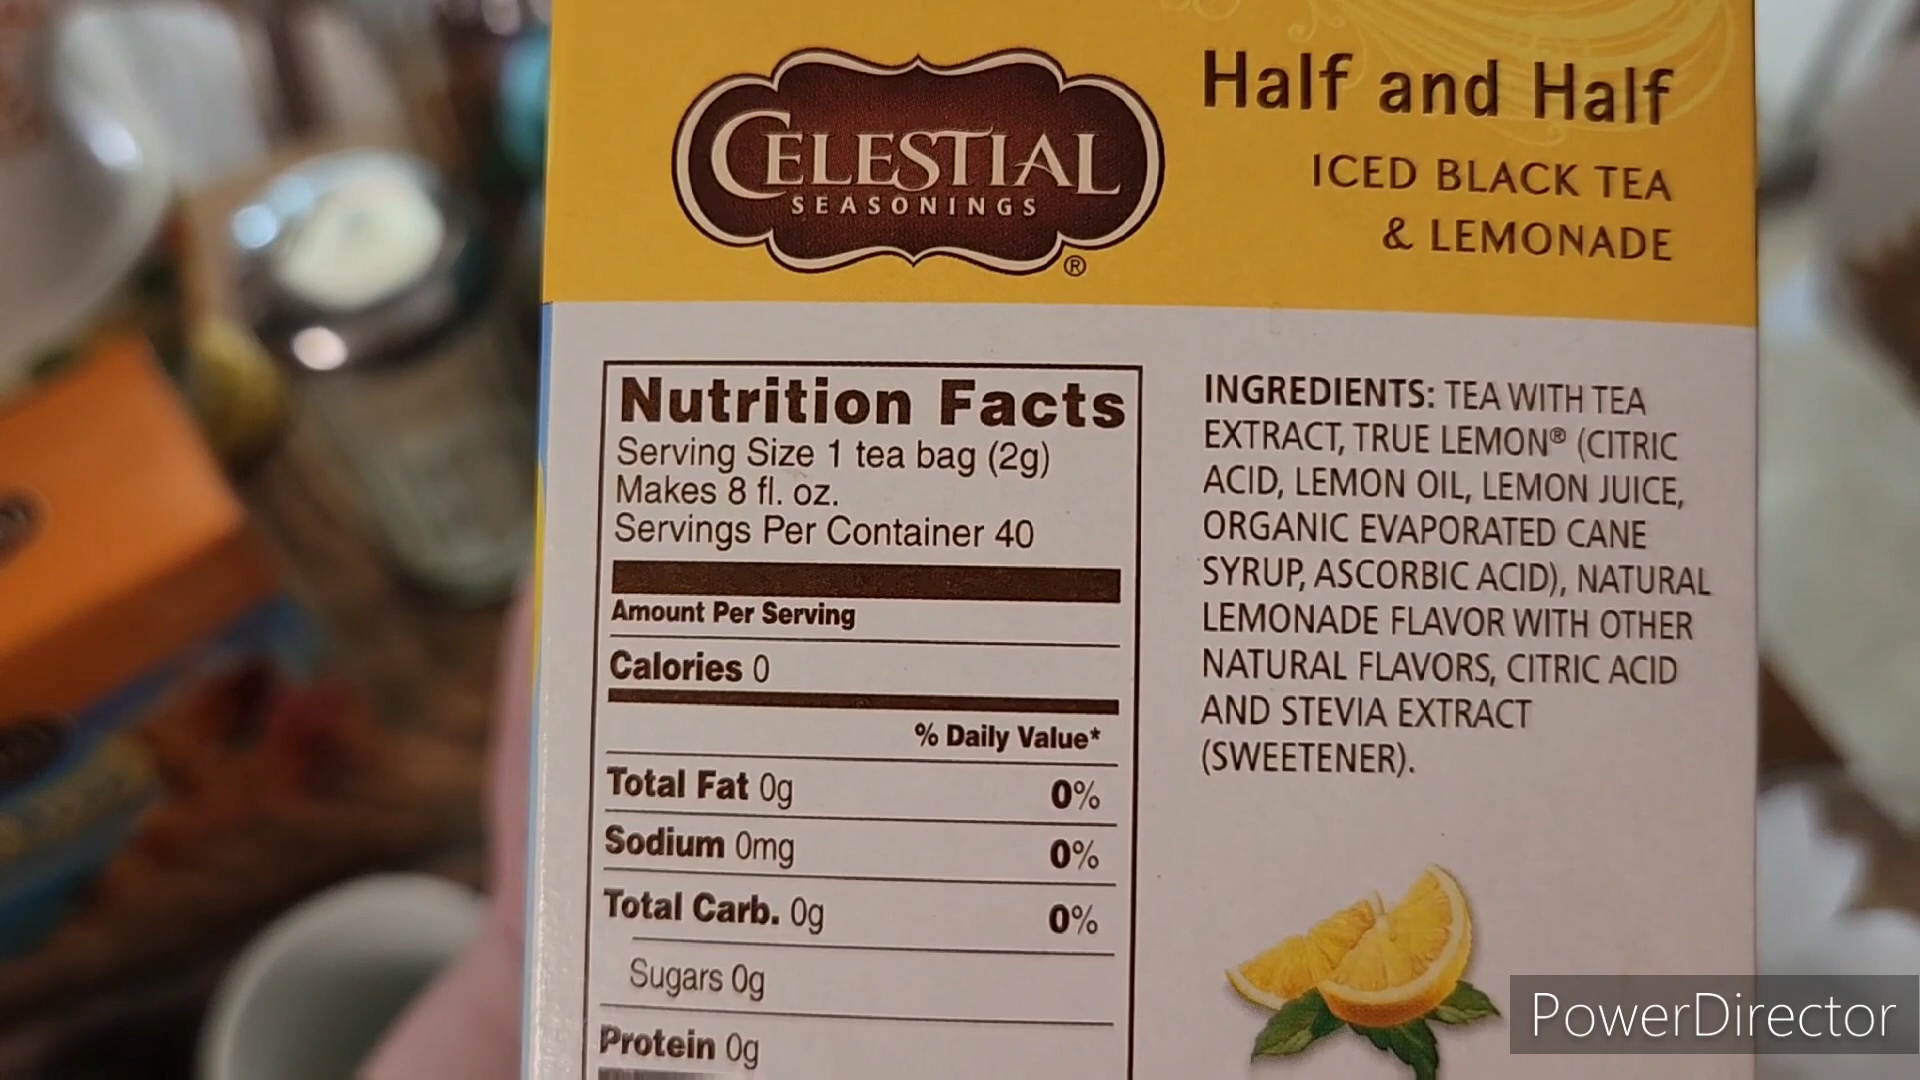 CELESTIAL
SEASONINGS
®
Half and Half
ICED BLACK TEA
& LEMONADE
Nutrition Facts
Serving Size 1 tea bag (2g)
Makes 8 fl. oz.
Servings Per Container 40
Amount Per Serving
Calories 0
% Daily Value*
Total Fat 0g 0%
Sodium 0mg 0%
Total Carb. 0g 0%
Sugars 0g
Protein 0g
INGREDIENTS: TEA WITH TEA
EXTRACT, TRUE LEMON® (CITRIC
ACID, LEMON OIL, LEMON JUICE,
ORGANIC EVAPORATED CANE
SYRUP, ASCORBIC ACID), NATURAL
LEMONADE FLAVOR WITH OTHER
NATURAL FLAVORS, CITRIC ACID
AND STEVIA EXTRACT
(SWEETENER).
PowerDirector